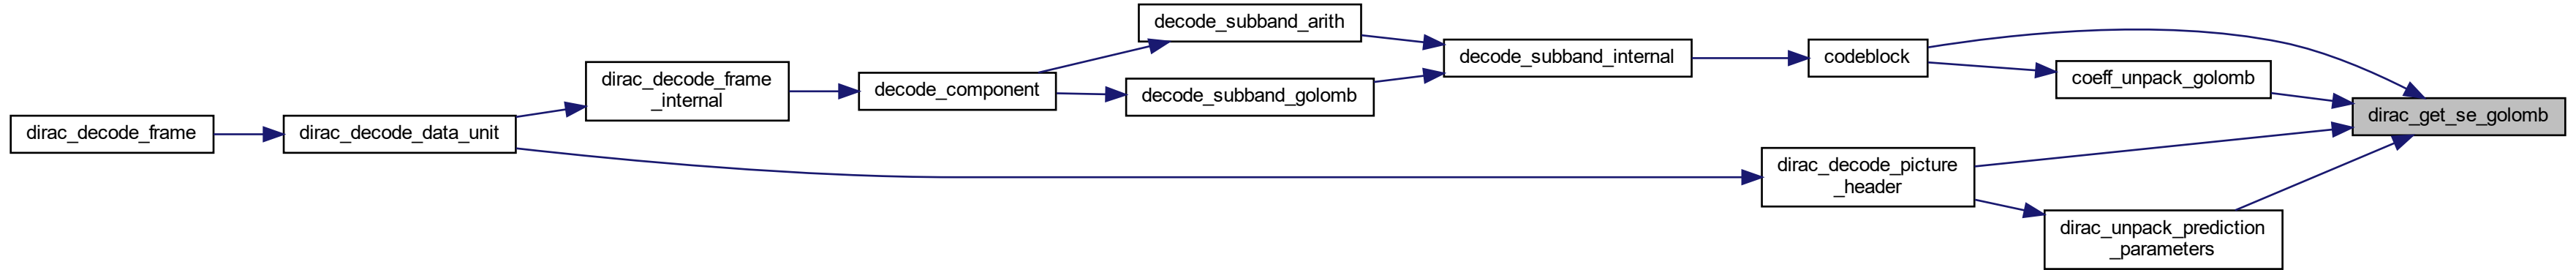 decode_subband_arith
decode_subband_internal
codeblock
dirac_decode_frame
_internal
coeff_unpack_golomb
decode_component
decode_subband_golomb
dirac_get_se_golomb
dirac_decode_frame
dirac_decode_data_unit
dirac_decode_picture
_header
dirac_unpack_prediction
_parameters